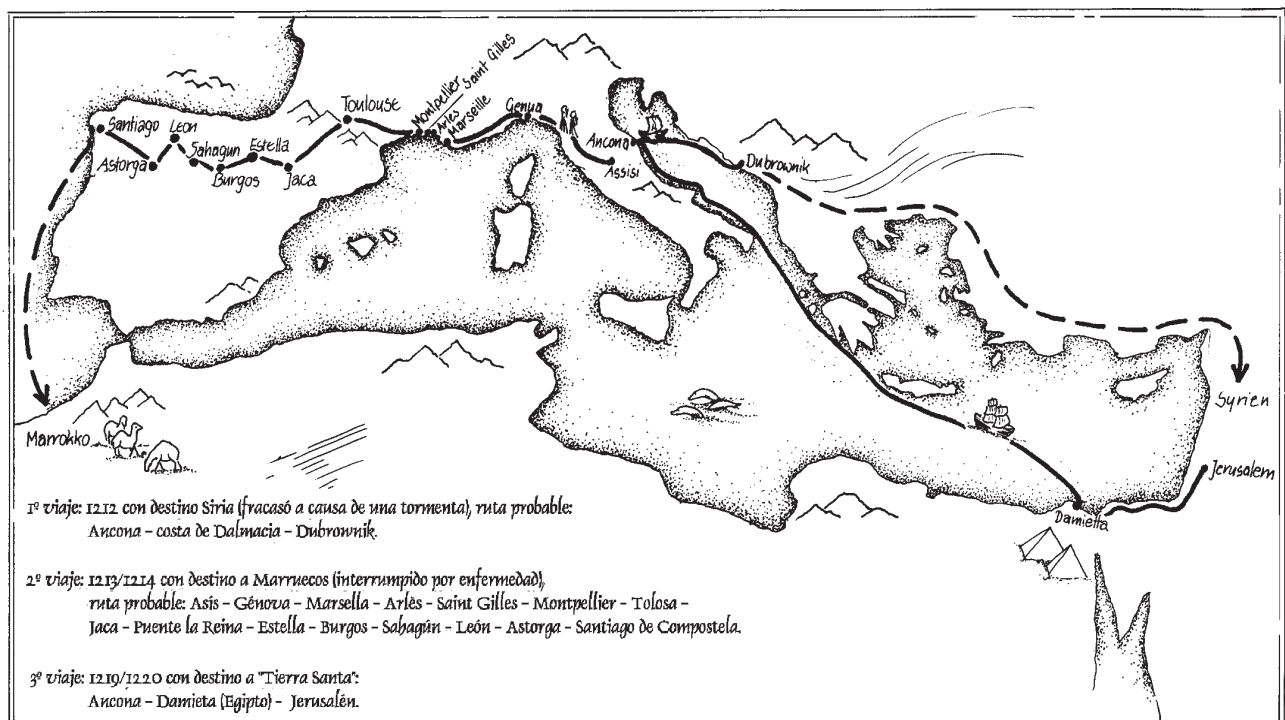 Santiago
Leon
Astorga
Sahagun
Burgos
Estella
Jaca
Toulouse
Montpellier
Saint Gilles
Arles
Marseille
Genua
Assisi
Ancona
Dubrownik
Syrien
Jerusalem
Damietta
Marrokko
1º viaje: 1212 con destino Siria (fracasó a causa de una tormenta), ruta probable:
Ancona – costa de Dalmacia – Dubrownik.
2º viaje: 1213/1214 con destino a Marruecos (interrumpido por enfermedad),
ruta probable: Asís – Génova – Marsella – Arlès – Saint Gilles – Montpellier – Tolosa –
Jaca – Puente la Reina – Estella – Burgos – Sahagún – León – Astorga – Santiago de Compostela.
3º viaje: 1219/1220 con destino a "Tierra Santa":
Ancona – Damieta (Egipto) – Jerusalén.